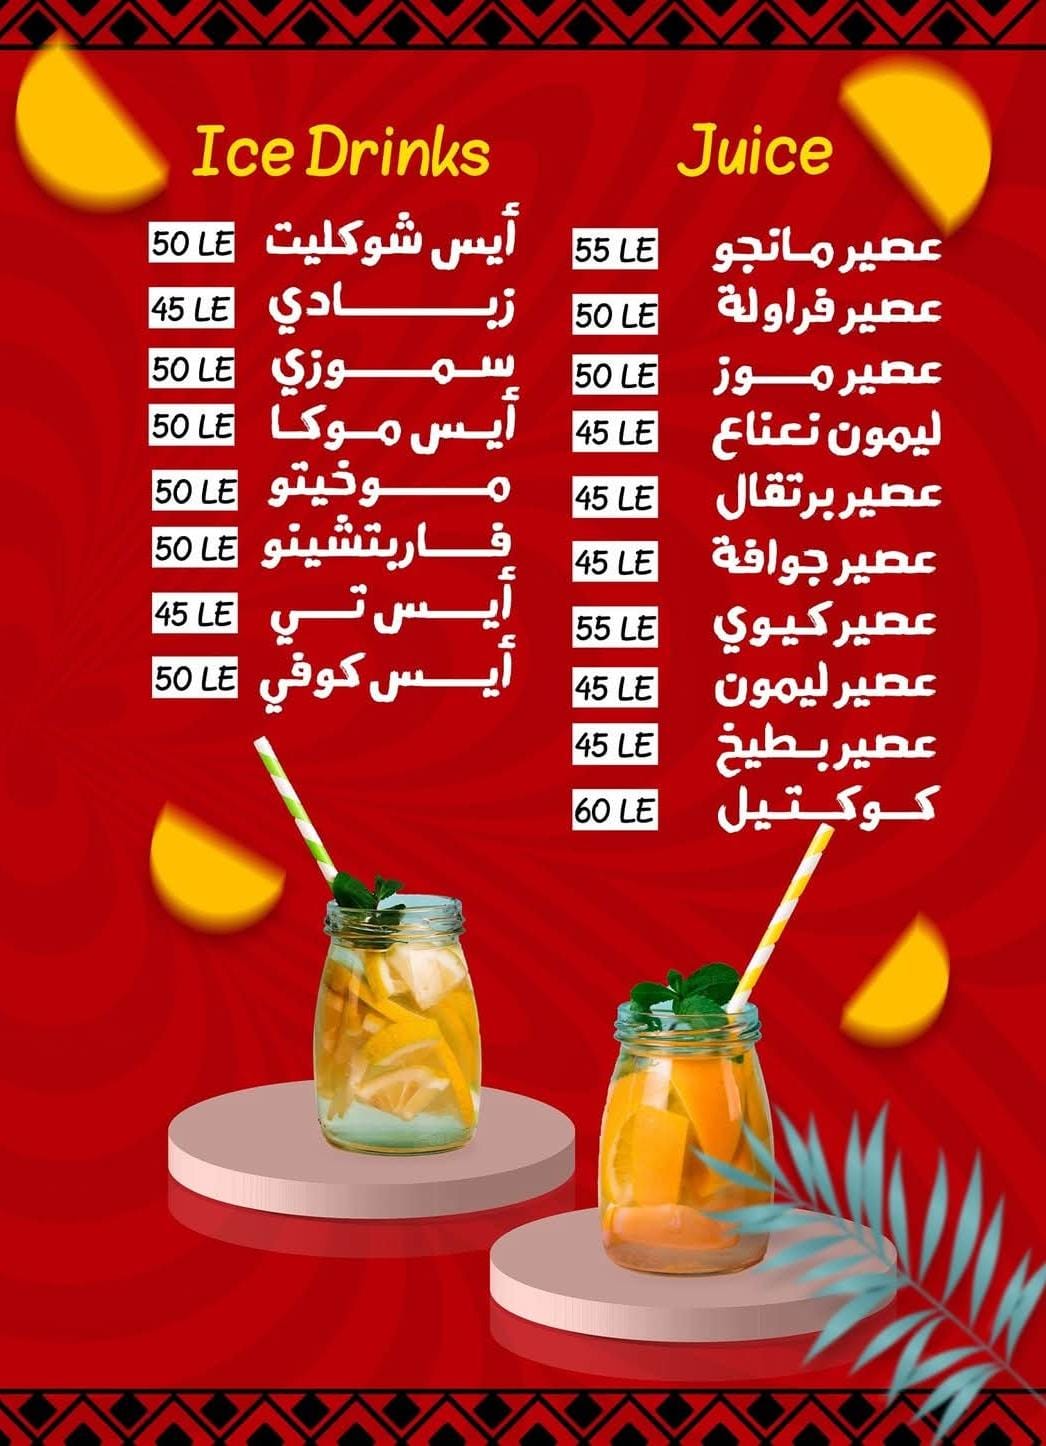 Ice Drinks
أيس شوكليت 50 LE
زبادي 45 LE
سموزي 50 LE
أيس موكا 50 LE
موخيتو 50 LE
فاربتشينو 50 LE
أيس تي 45 LE
أيس كوفي 50 LE
Juice
عصير مانجو 55 LE
عصير فراولة 50 LE
عصير موز 50 LE
ليمون نعناع 45 LE
عصير برتقال 45 LE
عصير جوافة 45 LE
عصير كيوي 55 LE
عصير ليمون 45 LE
عصير بطيخ 45 LE
كوكتيل 60 LE